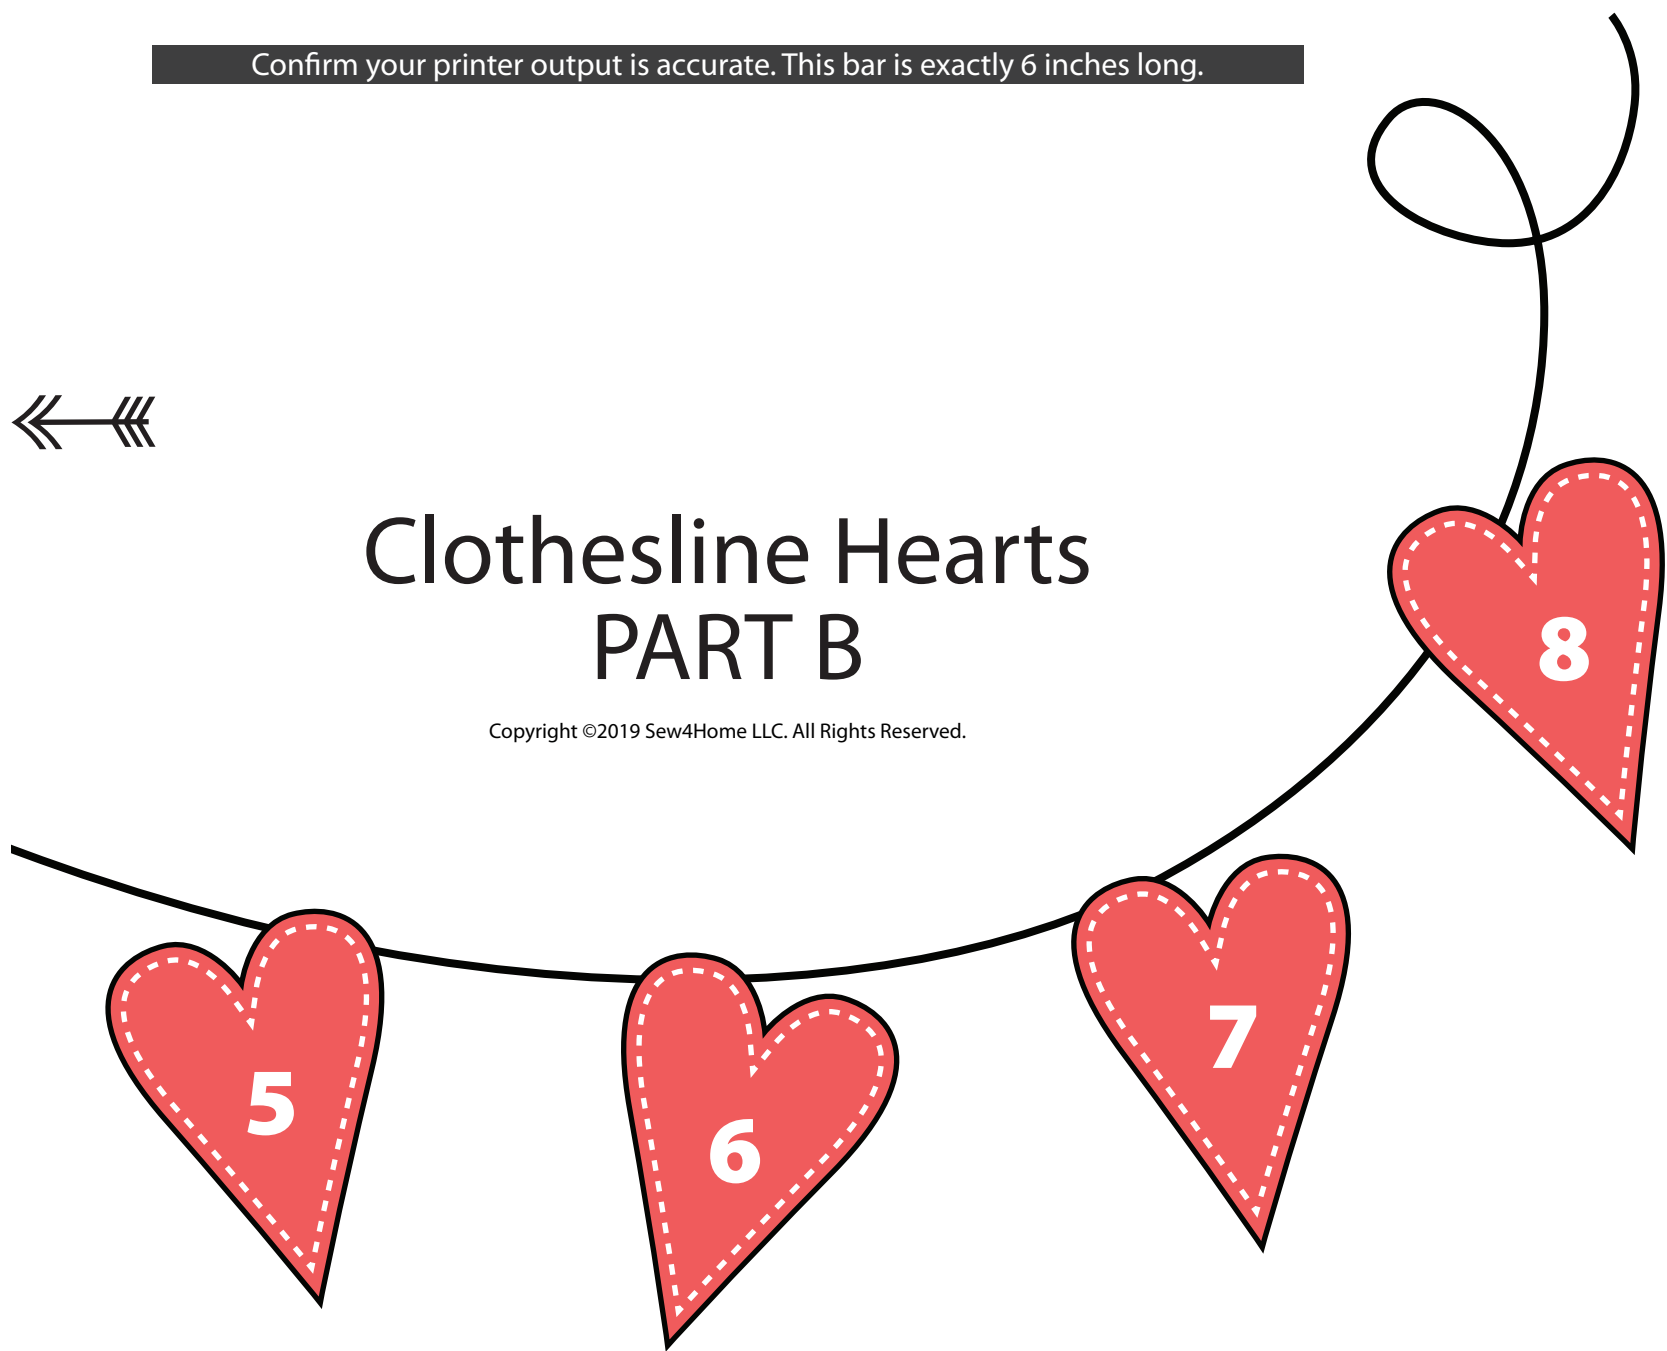 Confirm your printer output is accurate. This bar is exactly 6 inches long.
Clothesline Hearts
PART B
Copyright ©2019 Sew4Home LLC. All Rights Reserved.
8
7
5
6